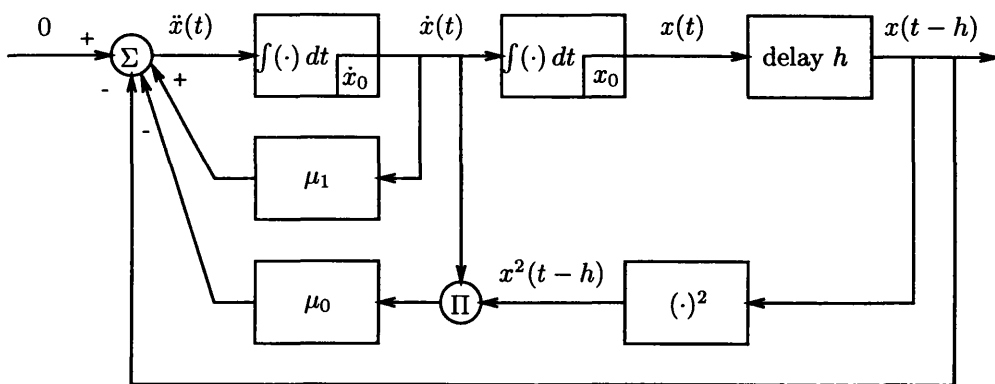 0 + Σ ẍ(t) ∫(·) dt ẋ₀ ẋ(t) ∫(·) dt x₀ x(t) delay h x(t − h)
- +
-
μ₁
x²(t − h)
μ₀ Π (·)²